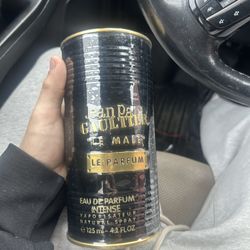 Jean Paul
GAULTIER
LE MALE
LE PARFUM
EAU DE PARFUM
INTENSE
VAPORISATEUR
NATURAL SPRAY
125 ml - 4.2 FL.OZ